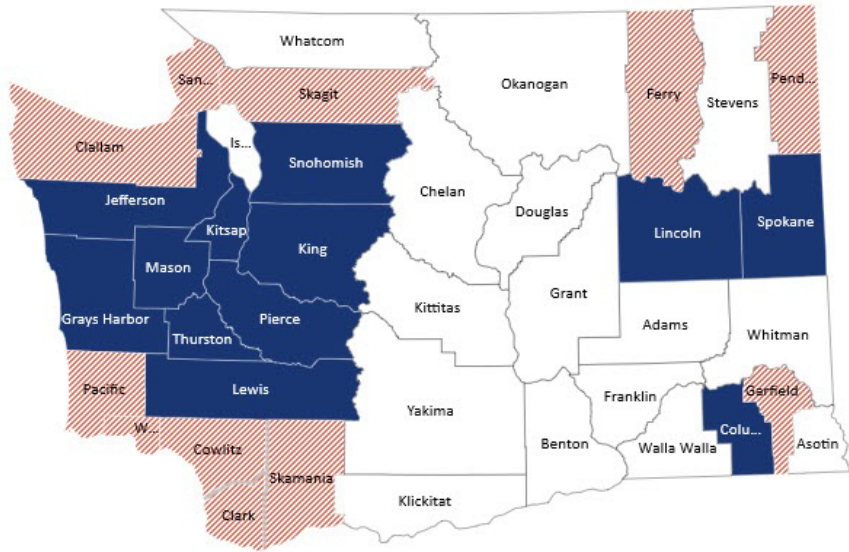 Whatcom
San ...
Skagit
Okanogan
Ferry
Stevens
Pend...
Clallam
Is...
Snohomish
Chelan
Jefferson
Kitsap
Douglas
Lincoln
Spokane
King
Mason
Grant
Kittitas
Grays Harbor
Thurston
Pierce
Adams
Whitman
Pacific
Lewis
Yakima
Franklin
Garfield
W...
Cowlitz
Skamania
Benton
Walla Walla
Colu ...
Asotin
Clark
Klickitat